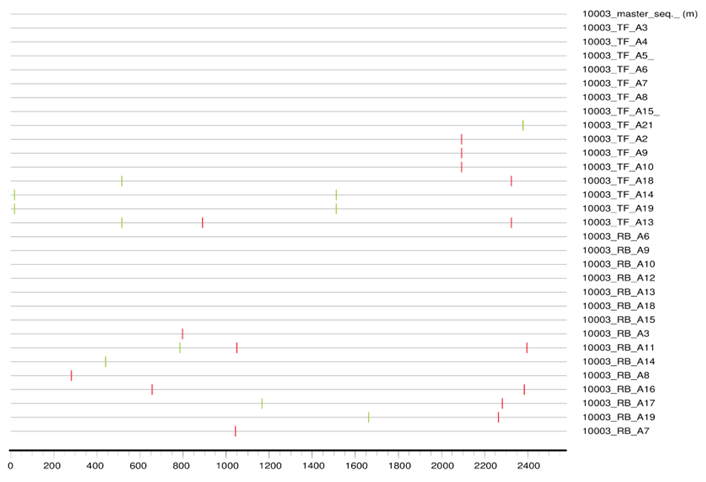 10003_master_seq._ (m)
10003_TF_A3
10003_TF_A4
10003_TF_A5_
10003_TF_A6
10003_TF_A7
10003_TF_A8
10003_TF_A15_
10003_TF_A21
10003_TF_A2
10003_TF_A9
10003_TF_A10
10003_TF_A18
10003_TF_A14
10003_TF_A19
10003_TF_A13
10003_RB_A6
10003_RB_A9
10003_RB_A10
10003_RB_A12
10003_RB_A13
10003_RB_A18
10003_RB_A15
10003_RB_A3
10003_RB_A11
10003_RB_A14
10003_RB_A8
10003_RB_A16
10003_RB_A17
10003_RB_A19
10003_RB_A7
0 200 400 600 800 1000 1200 1400 1600 1800 2000 2200 2400